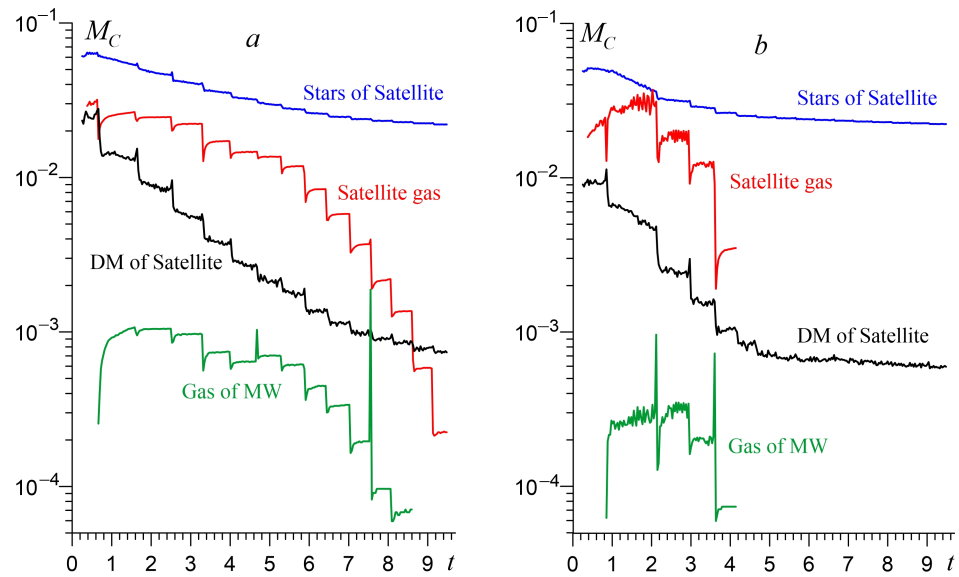 10⁻¹
M_C
a
Stars of Satellite
10⁻²
Satellite gas
DM of Satellite
10⁻³
Gas of MW
10⁻⁴
0 1 2 3 4 5 6 7 8 9 t
10⁻¹
M_C
b
Stars of Satellite
10⁻²
Satellite gas
10⁻³
DM of Satellite
Gas of MW
10⁻⁴
0 1 2 3 4 5 6 7 8 9 t